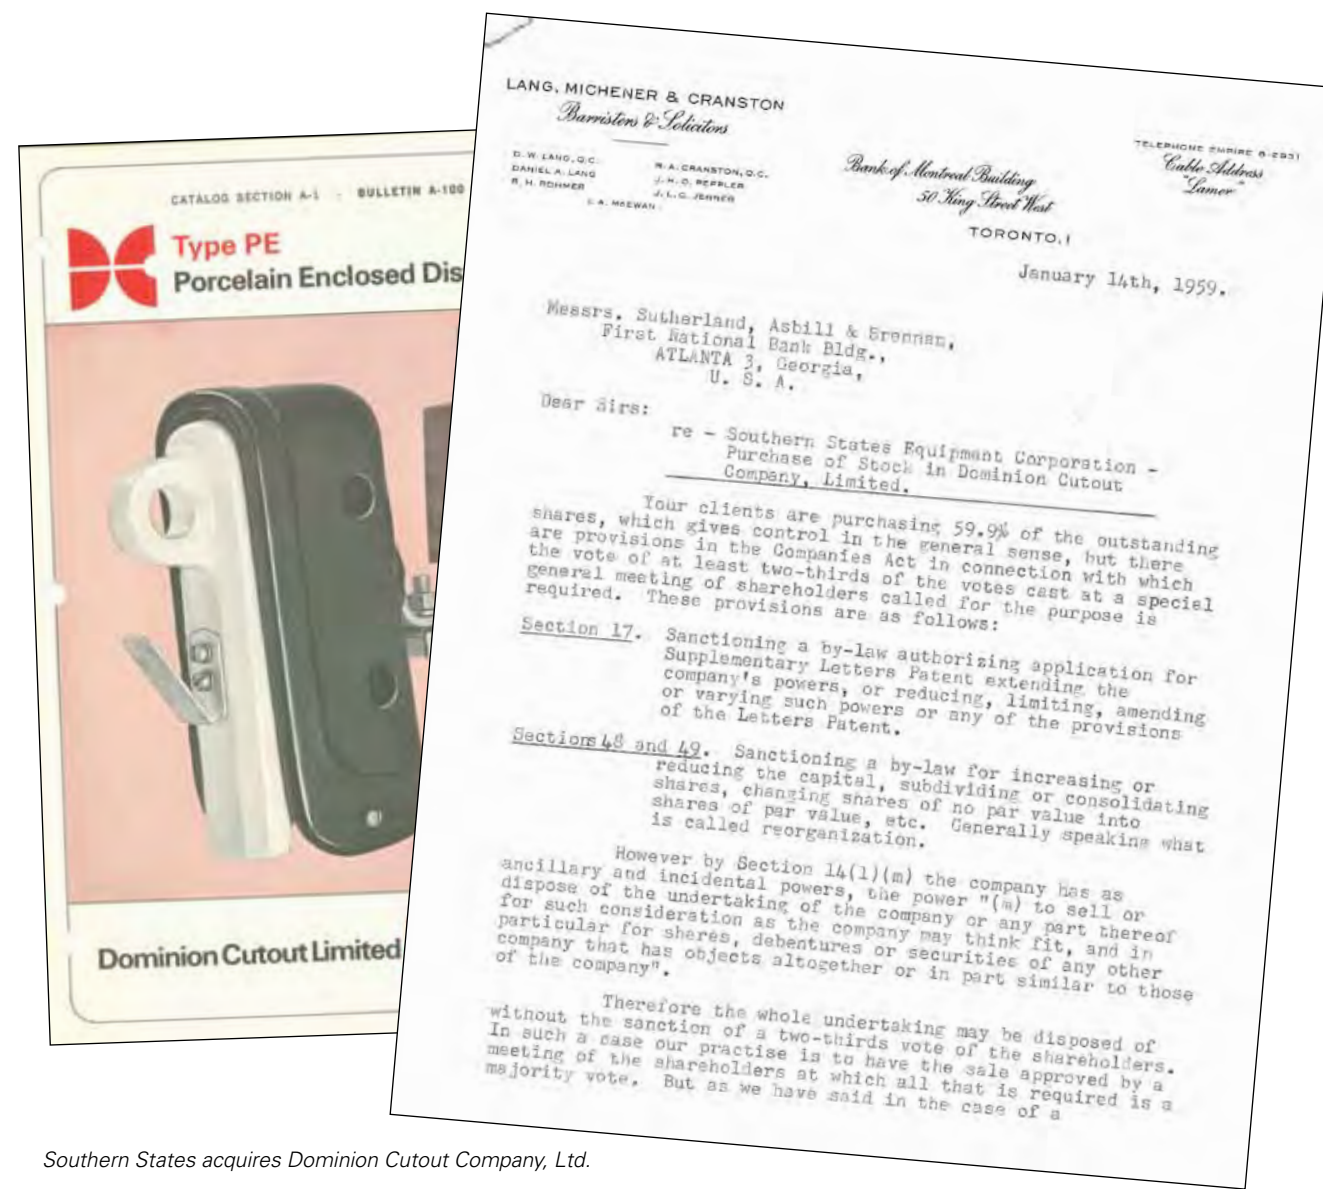 CATALOG SECTION A-1 - BULLETIN A-100
Type PE
Porcelain Enclosed Dis
Dominion Cutout Limited
LANG, MICHENER & CRANSTON
Barristers & Solicitors
D. W. LANG, Q.C.
DANIEL A. LANG
R. H. ROHMER
R. A. CRANSTON, Q.C.
J. H. O. PEPPLER
J. L. G. JENNER
MCEWAN
Bank of Montreal Building
50 King Street West
TORONTO, 1
TELEPHONE EMPIRE 8-2931
Cable Address
"Lamer"
January 14th, 1959.
Messrs. Sutherland, Asbill & Brennan,
First National Bank Bldg.,
ATLANTA 3, Georgia,
U. S. A.
Dear Sirs:
re - Southern States Equipment Corporation -
Purchase of Stock in Dominion Cutout
Company, Limited.
Your clients are purchasing 59.9% of the outstanding
shares, which gives control in the general sense, but there
are provisions in the Companies Act in connection with which
the vote of at least two-thirds of the votes cast at a special
general meeting of shareholders called for the purpose is
required. These provisions are as follows:
Section 17. Sanctioning a by-law authorizing application for
Supplementary Letters Patent extending the
company's powers, or reducing, limiting, amending
or varying such powers or any of the provisions
of the Letters Patent.
Sections 48 and 49. Sanctioning a by-law for increasing or
reducing the capital, subdividing or consolidating
shares, changing shares of no par value into
shares of par value, etc. Generally speaking what
is called reorganization.
However by Section 14(1)(m) the company has as
ancillary and incidental powers, the power "(m) to sell or
dispose of the undertaking of the company or any part thereof
for such consideration as the company may think fit, and in
particular for shares, debentures or securities of any other
company that has objects altogether or in part similar to those
of the company".
Therefore the whole undertaking may be disposed of
without the sanction of a two-thirds vote of the shareholders.
In such a case our practise is to have the sale approved by a
meeting of the shareholders at which all that is required is a
majority vote. But as we have said in the case of a
Southern States acquires Dominion Cutout Company, Ltd.